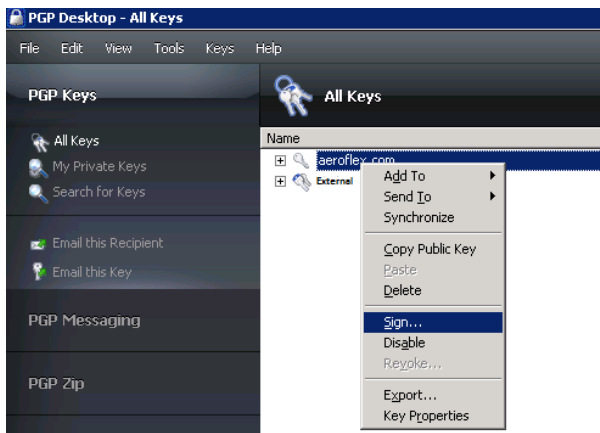 PGP Desktop - All Keys
File Edit View Tools Keys Help
PGP Keys
All Keys
My Private Keys
Search for Keys
Email this Recipient
Email this Key
PGP Messaging
PGP Zip
All Keys
Name
aeroflex.com
External
Add To
Send To
Synchronize
Copy Public Key
Paste
Delete
Sign...
Disable
Revoke...
Export...
Key Properties